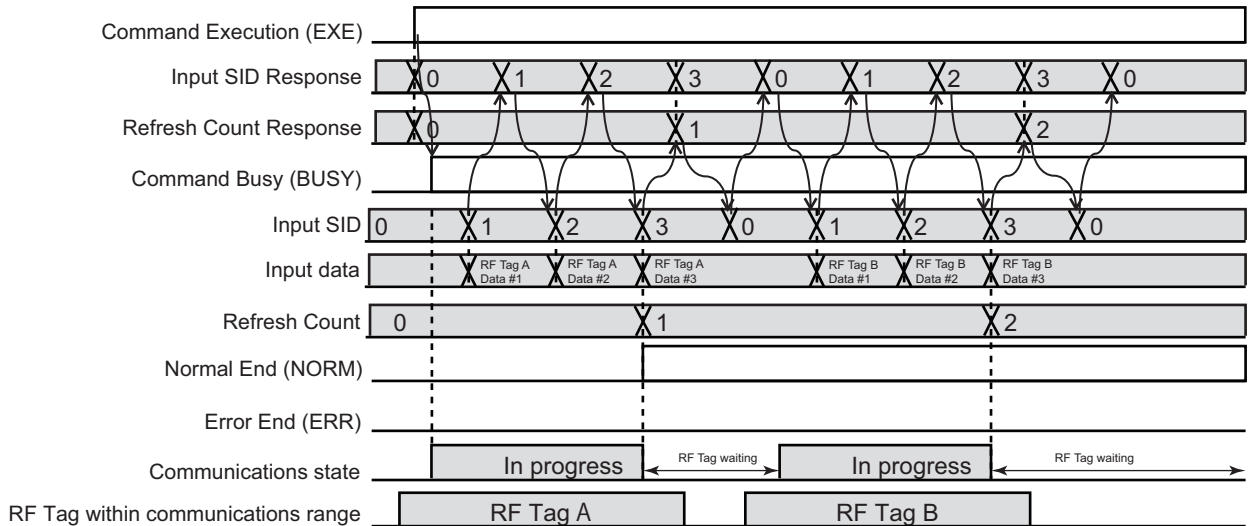 Command Execution (EXE)
Input SID Response 0 1 2 3 0 1 2 3 0
Refresh Count Response 0 1 2
Command Busy (BUSY)
Input SID 0 1 2 3 0 1 2 3 0
Input data RF Tag A RF Tag A RF Tag A RF Tag B RF Tag B RF Tag B
Data #1 Data #2 Data #3 Data #1 Data #2 Data #3
Refresh Count 0 1 2
Normal End (NORM)
Error End (ERR)
Communications state In progress RF Tag waiting In progress RF Tag waiting
RF Tag within communications range RF Tag A RF Tag B